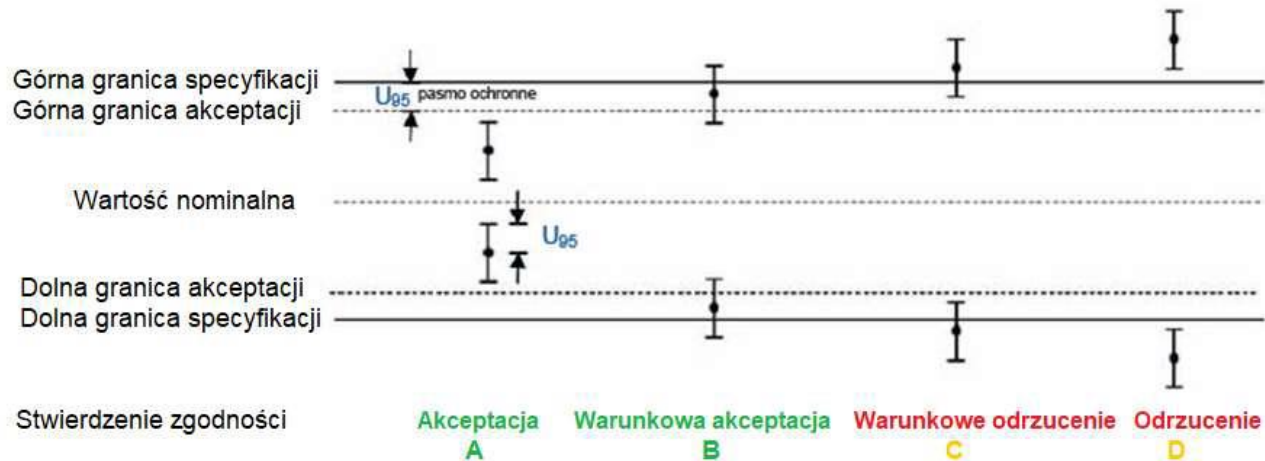 Górna granica specyfikacji
U95 pasmo ochronne
Górna granica akceptacji
Wartość nominalna
U95
Dolna granica akceptacji
Dolna granica specyfikacji
Stwierdzenie zgodności Akceptacja Warunkowa akceptacja Warunkowe odrzucenie Odrzucenie
A B C D